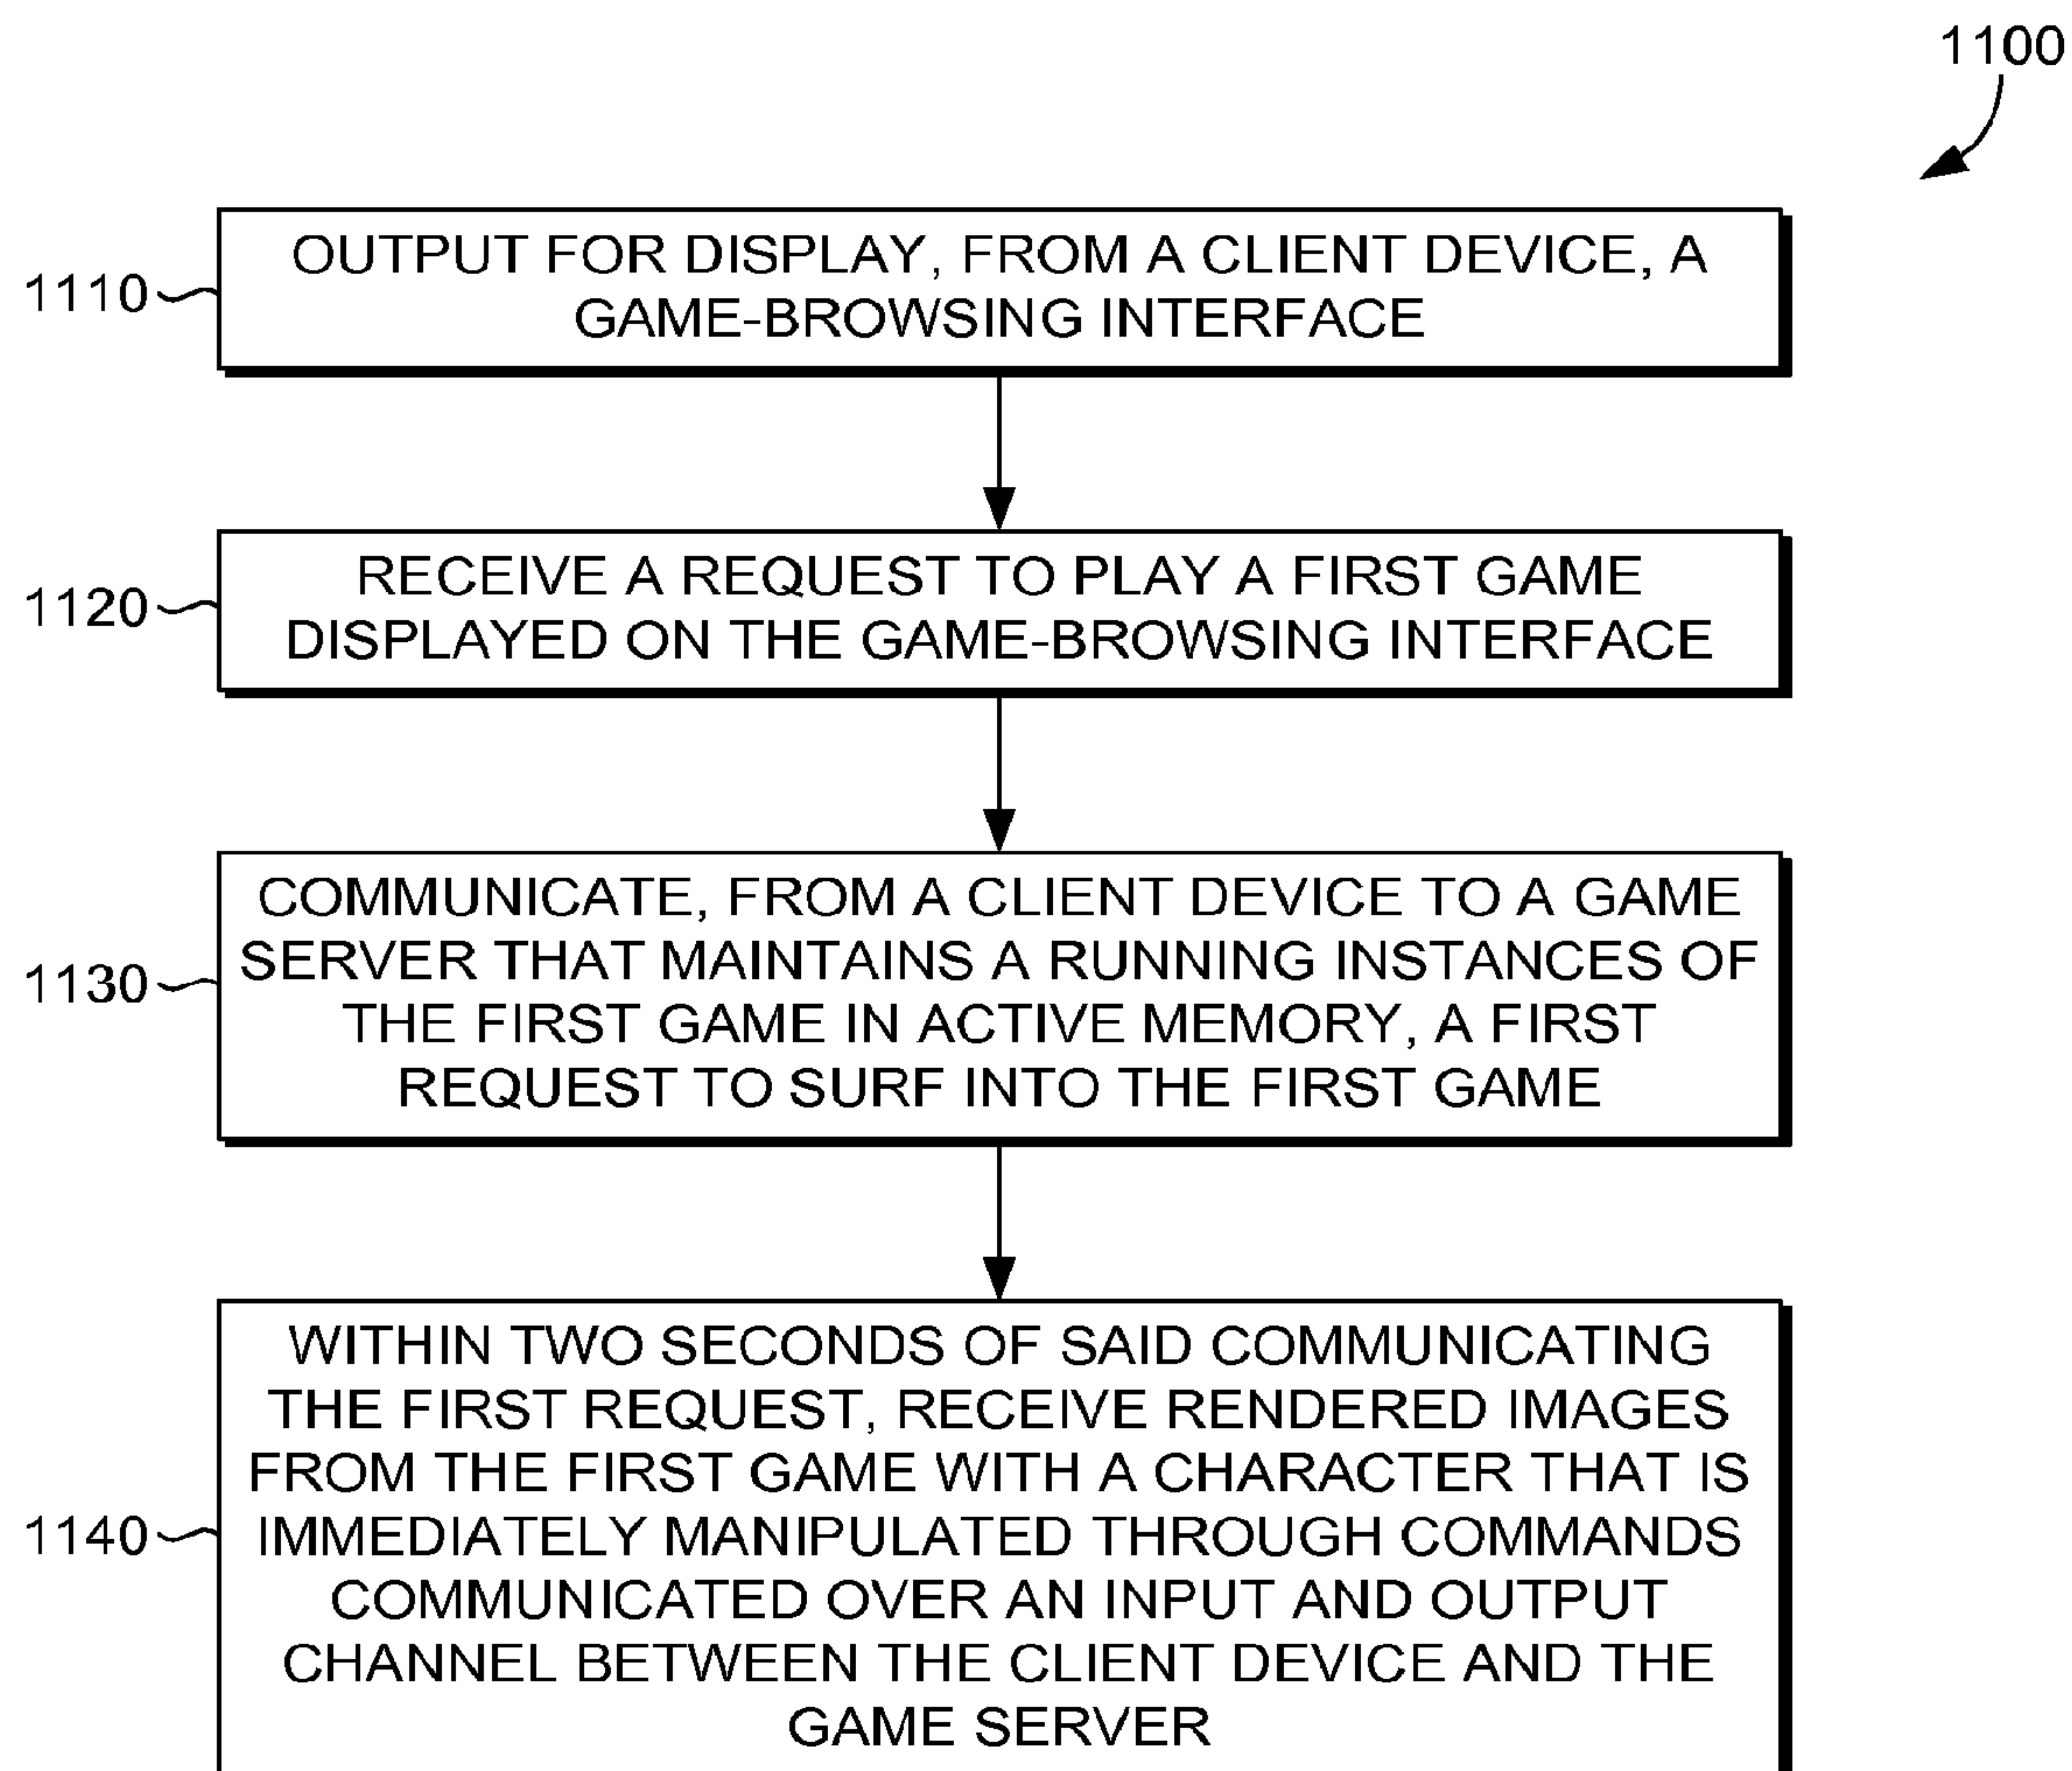 1100
1110
OUTPUT FOR DISPLAY, FROM A CLIENT DEVICE, A
GAME-BROWSING INTERFACE
1120
RECEIVE A REQUEST TO PLAY A FIRST GAME
DISPLAYED ON THE GAME-BROWSING INTERFACE
1130
COMMUNICATE, FROM A CLIENT DEVICE TO A GAME
SERVER THAT MAINTAINS A RUNNING INSTANCES OF
THE FIRST GAME IN ACTIVE MEMORY, A FIRST
REQUEST TO SURF INTO THE FIRST GAME
1140
WITHIN TWO SECONDS OF SAID COMMUNICATING
THE FIRST REQUEST, RECEIVE RENDERED IMAGES
FROM THE FIRST GAME WITH A CHARACTER THAT IS
IMMEDIATELY MANIPULATED THROUGH COMMANDS
COMMUNICATED OVER AN INPUT AND OUTPUT
CHANNEL BETWEEN THE CLIENT DEVICE AND THE
GAME SERVER